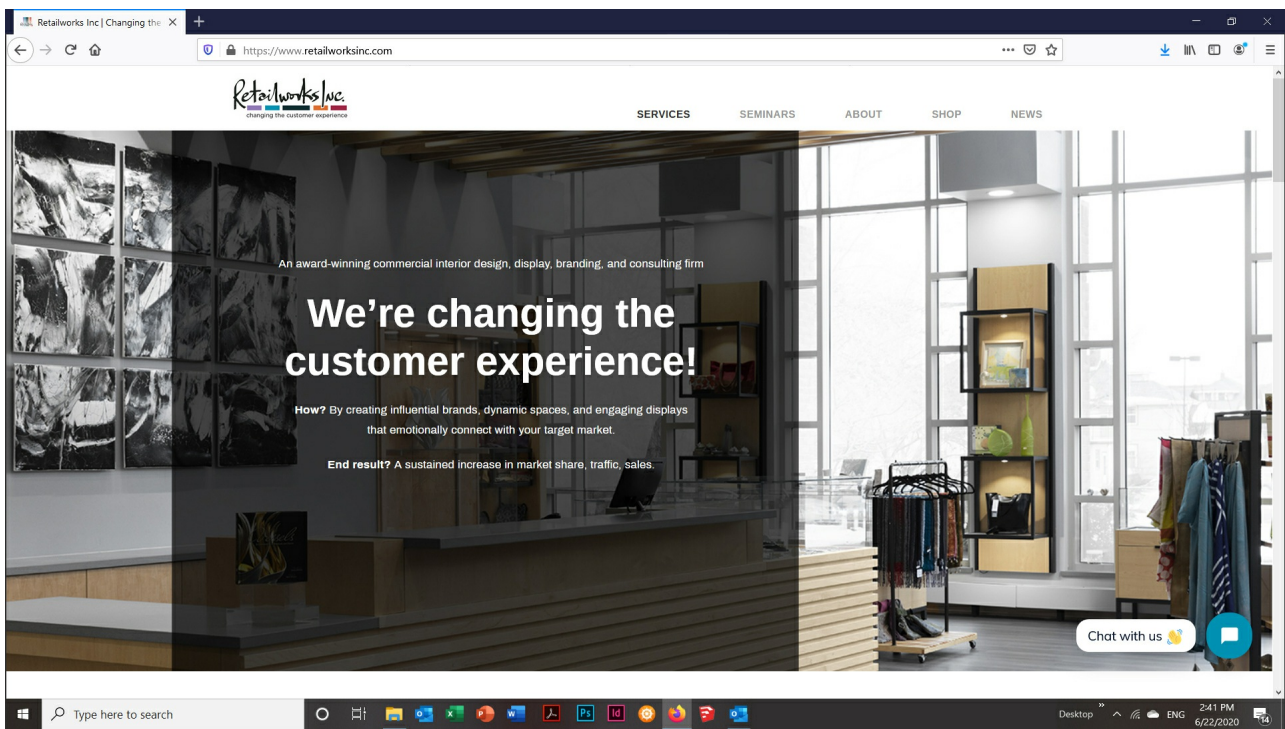 Retailworks Inc | Changing the
https://www.retailworksinc.com
Retailworks Inc.
changing the customer experience
SERVICES
SEMINARS
ABOUT
SHOP
NEWS
An award-winning commercial interior design, display, branding, and consulting firm
We're changing the
customer experience!
How? By creating influential brands, dynamic spaces, and engaging displays
that emotionally connect with your target market.
End result? A sustained increase in market share, traffic, sales.
Chat with us 👋
Type here to search
Ps
Id
Desktop
ENG
2:41 PM
6/22/2020
14